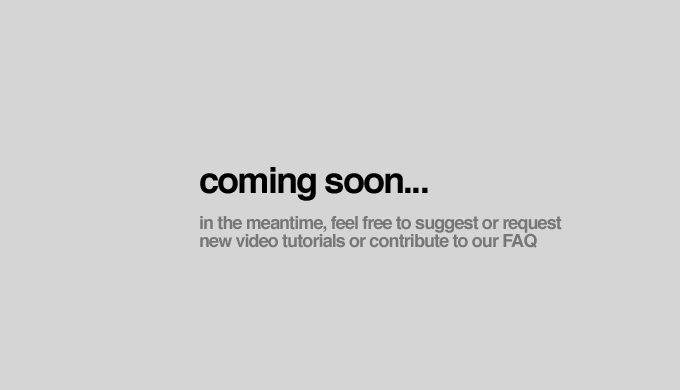 coming soon...
in the meantime, feel free to suggest or request
new video tutorials or contribute to our FAQ